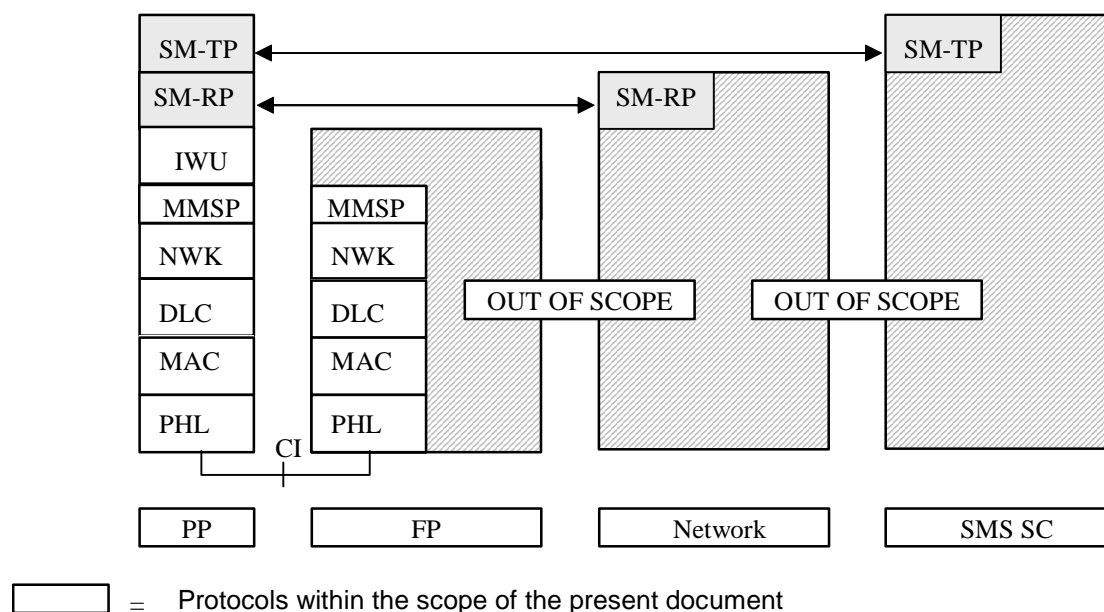 SM-TP SM-TP
SM-RP SM-RP
IWU
MMSP MMSP
NWK NWK
OUT OF SCOPE OUT OF SCOPE
DLC DLC
MAC MAC
PHL PHL
CI
PP FP Network SMS SC
= Protocols within the scope of the present document